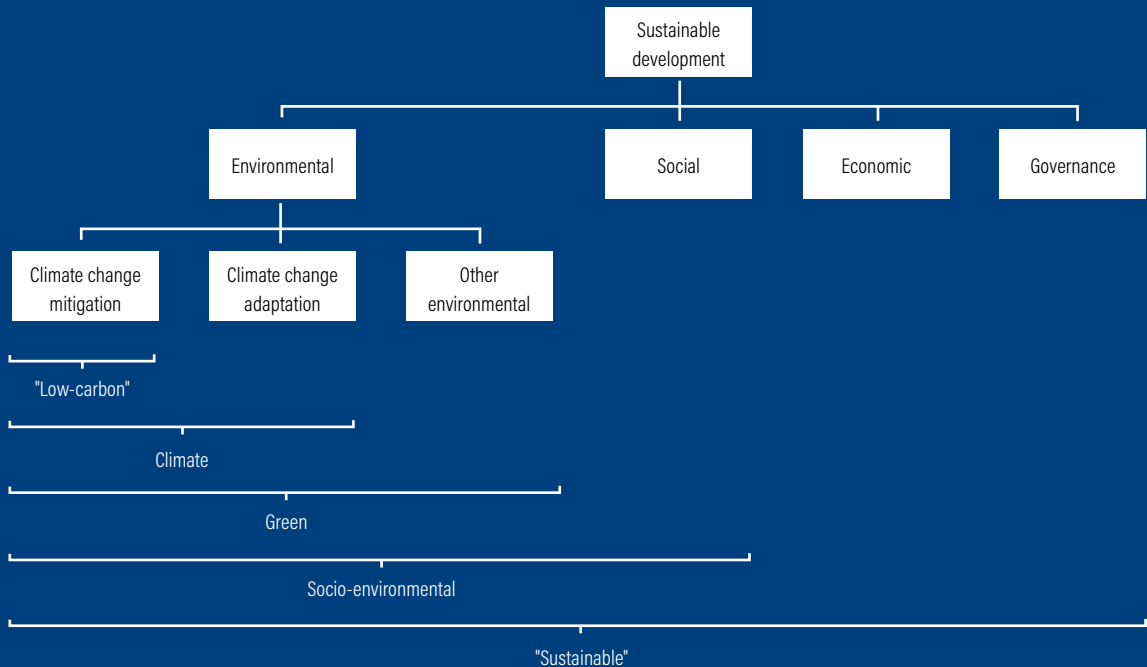 Sustainable
development
Environmental
Social
Economic
Governance
Climate change
mitigation
Climate change
adaptation
Other
environmental
"Low-carbon"
Climate
Green
Socio-environmental
"Sustainable"